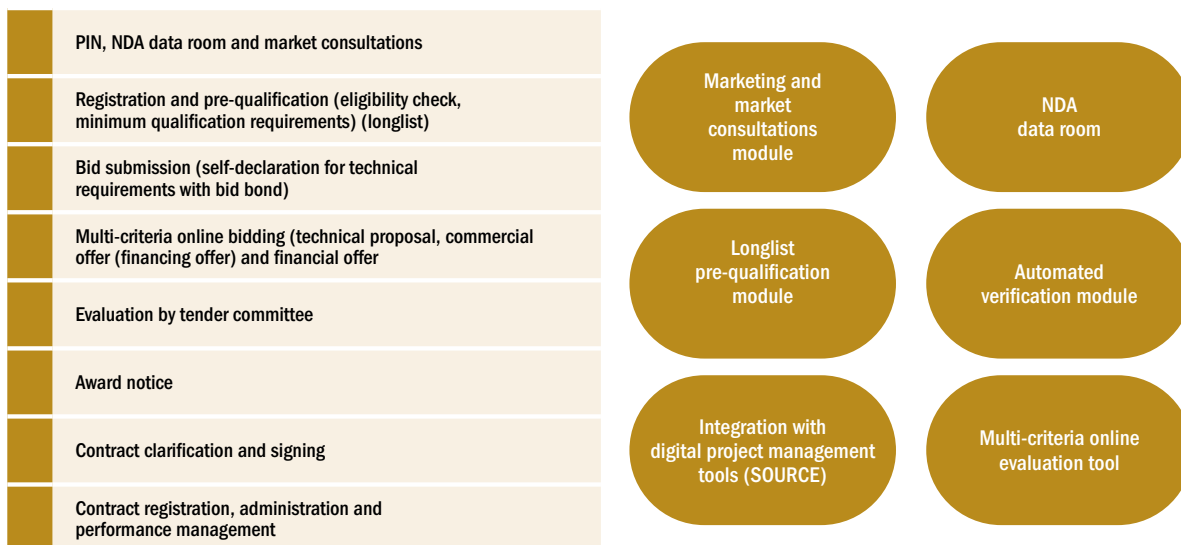 PIN, NDA data room and market consultations
Registration and pre-qualification (eligibility check,
minimum qualification requirements) (longlist)
Bid submission (self-declaration for technical
requirements with bid bond)
Multi-criteria online bidding (technical proposal, commercial
offer (financing offer) and financial offer
Evaluation by tender committee
Award notice
Contract clarification and signing
Contract registration, administration and
performance management
Marketing and
market
consultations
module
NDA
data room
Longlist
pre-qualification
module
Automated
verification module
Integration with
digital project management
tools (SOURCE)
Multi-criteria online
evaluation tool